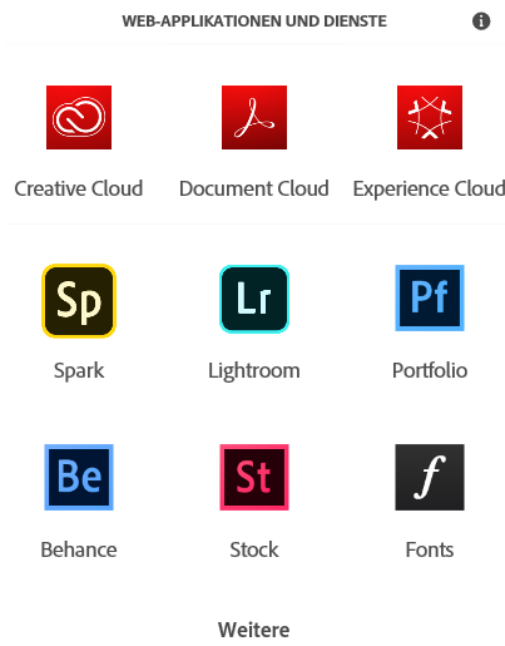 WEB-APPLIKATIONEN UND DIENSTE
Creative Cloud Document Cloud Experience Cloud
Sp Lr Pf
Spark Lightroom Portfolio
Be St f
Behance Stock Fonts
Weitere